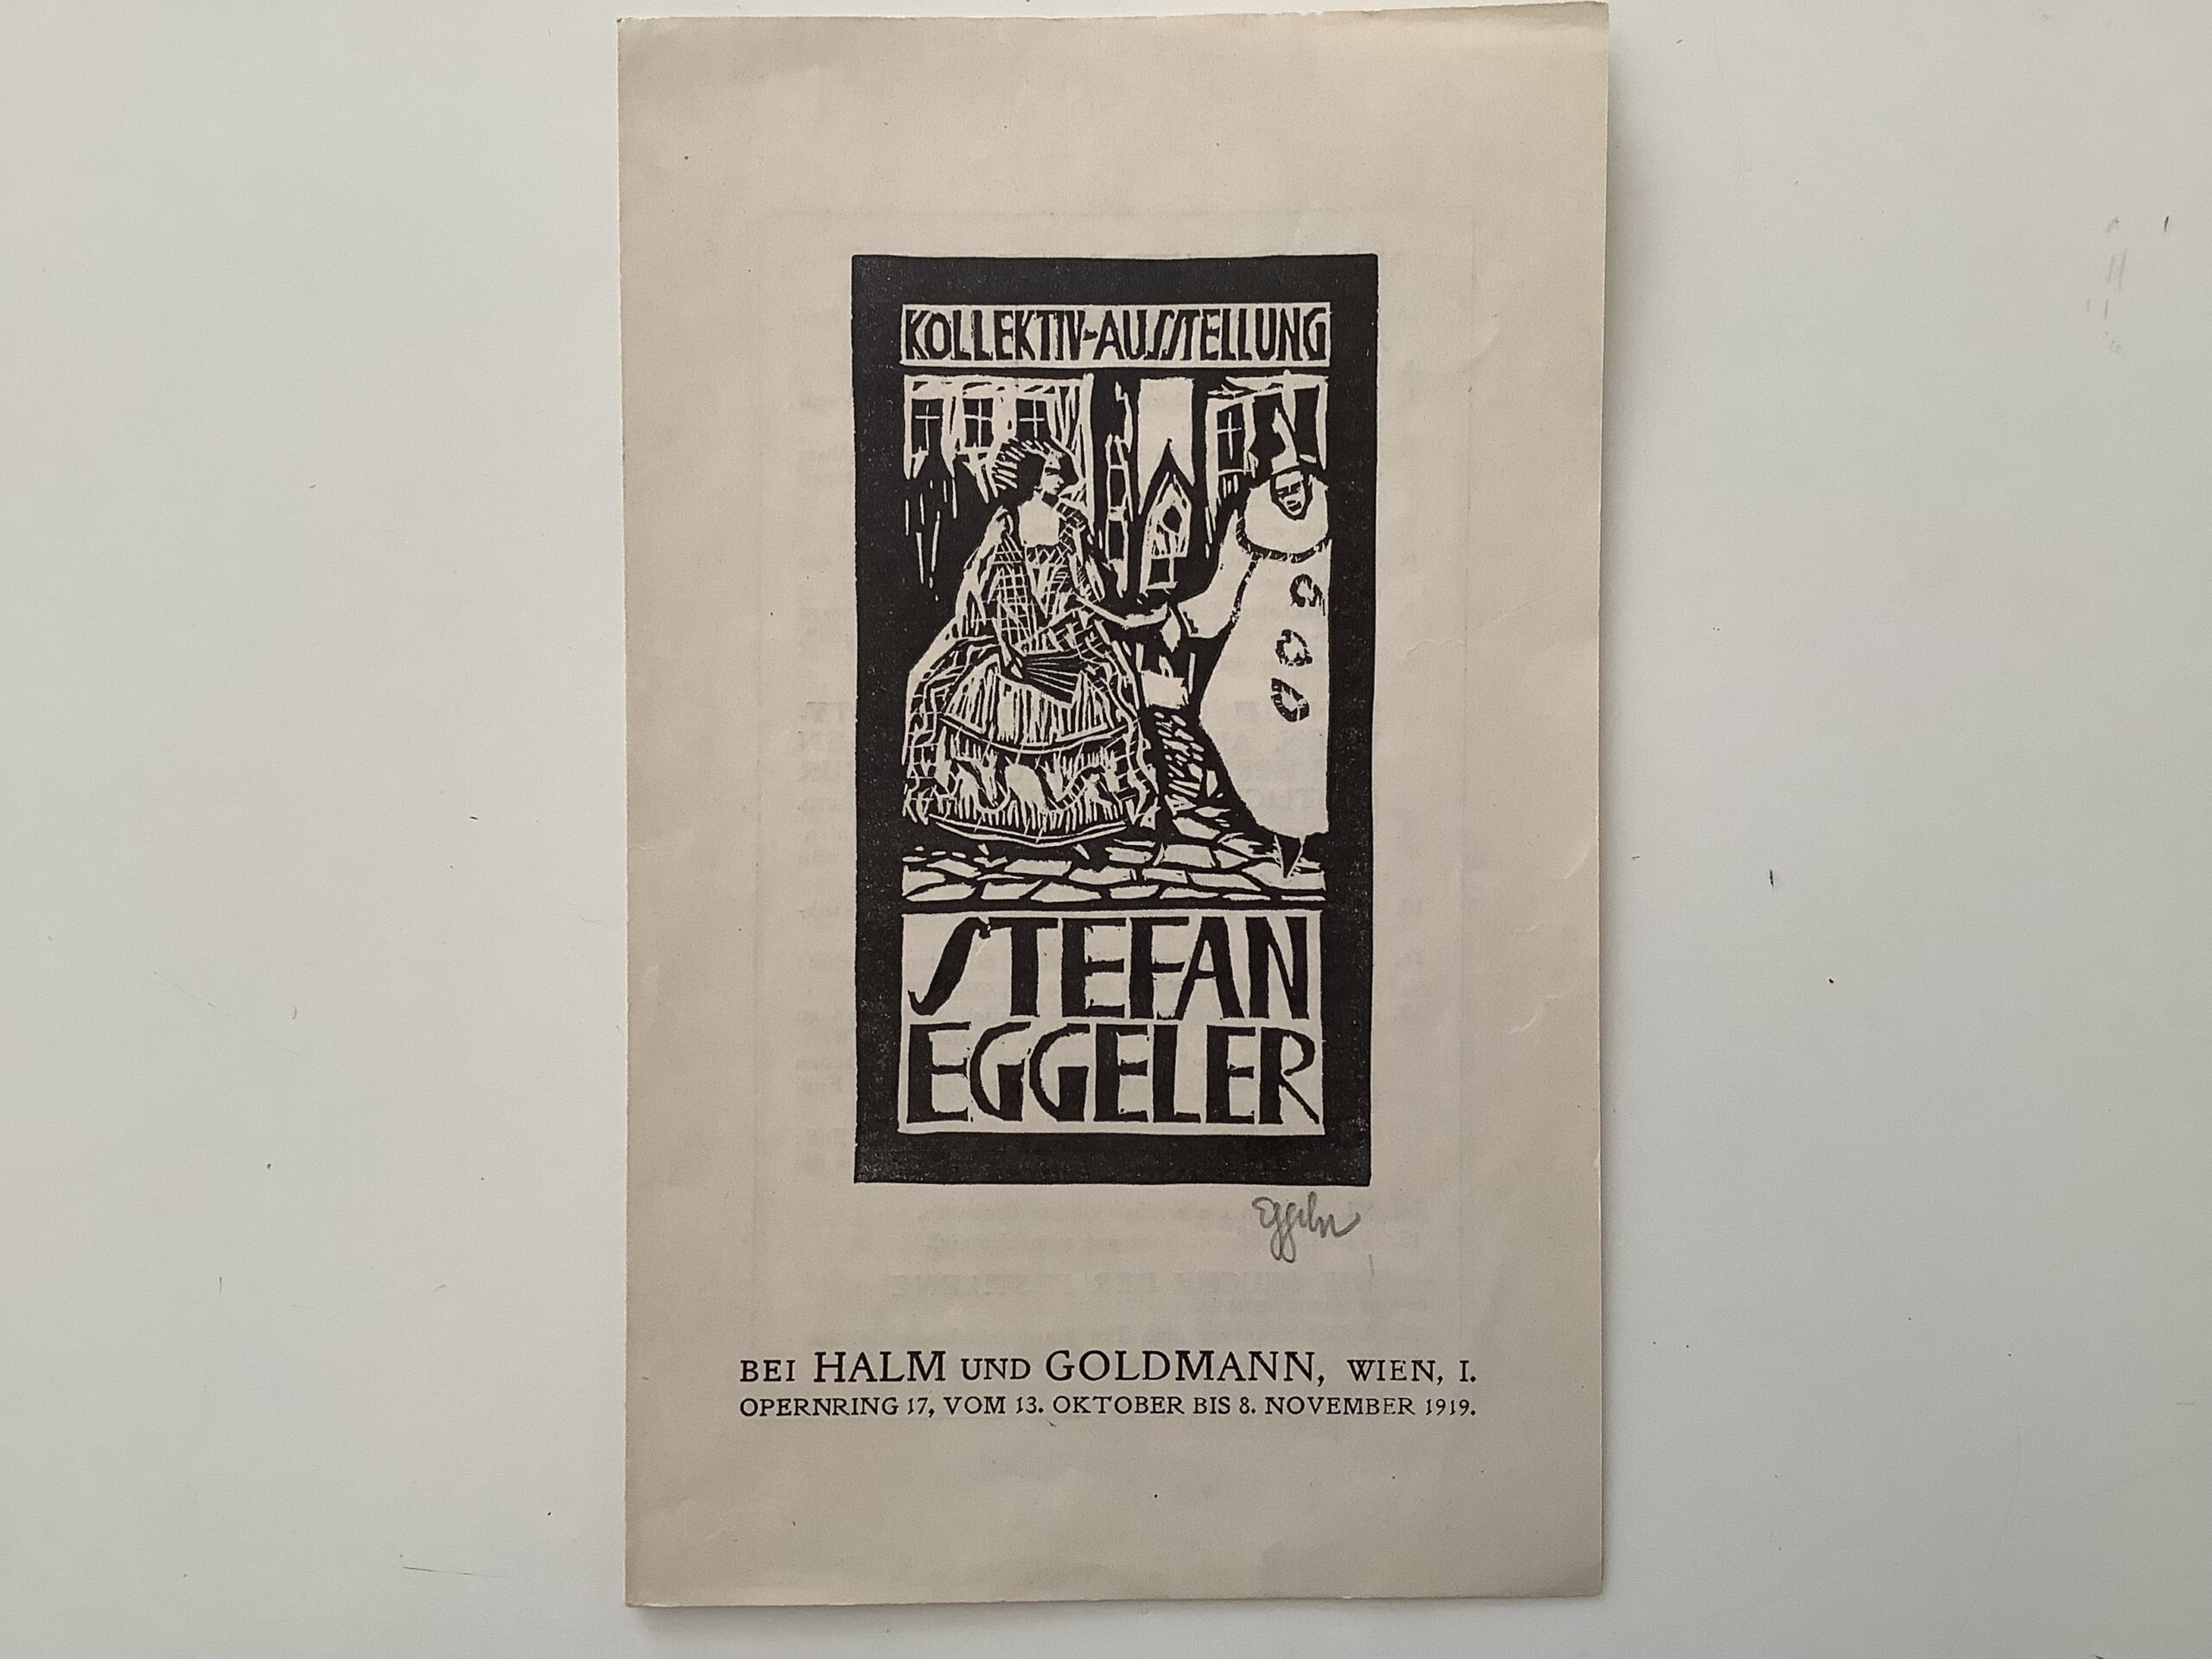 KOLLEKTIV-AUSSTELLUNG
STEFAN
EGGELER
Eggeler
BEI HALM UND GOLDMANN, WIEN, I.
OPERNRING 17, VOM 13. OKTOBER BIS 8. NOVEMBER 1919.